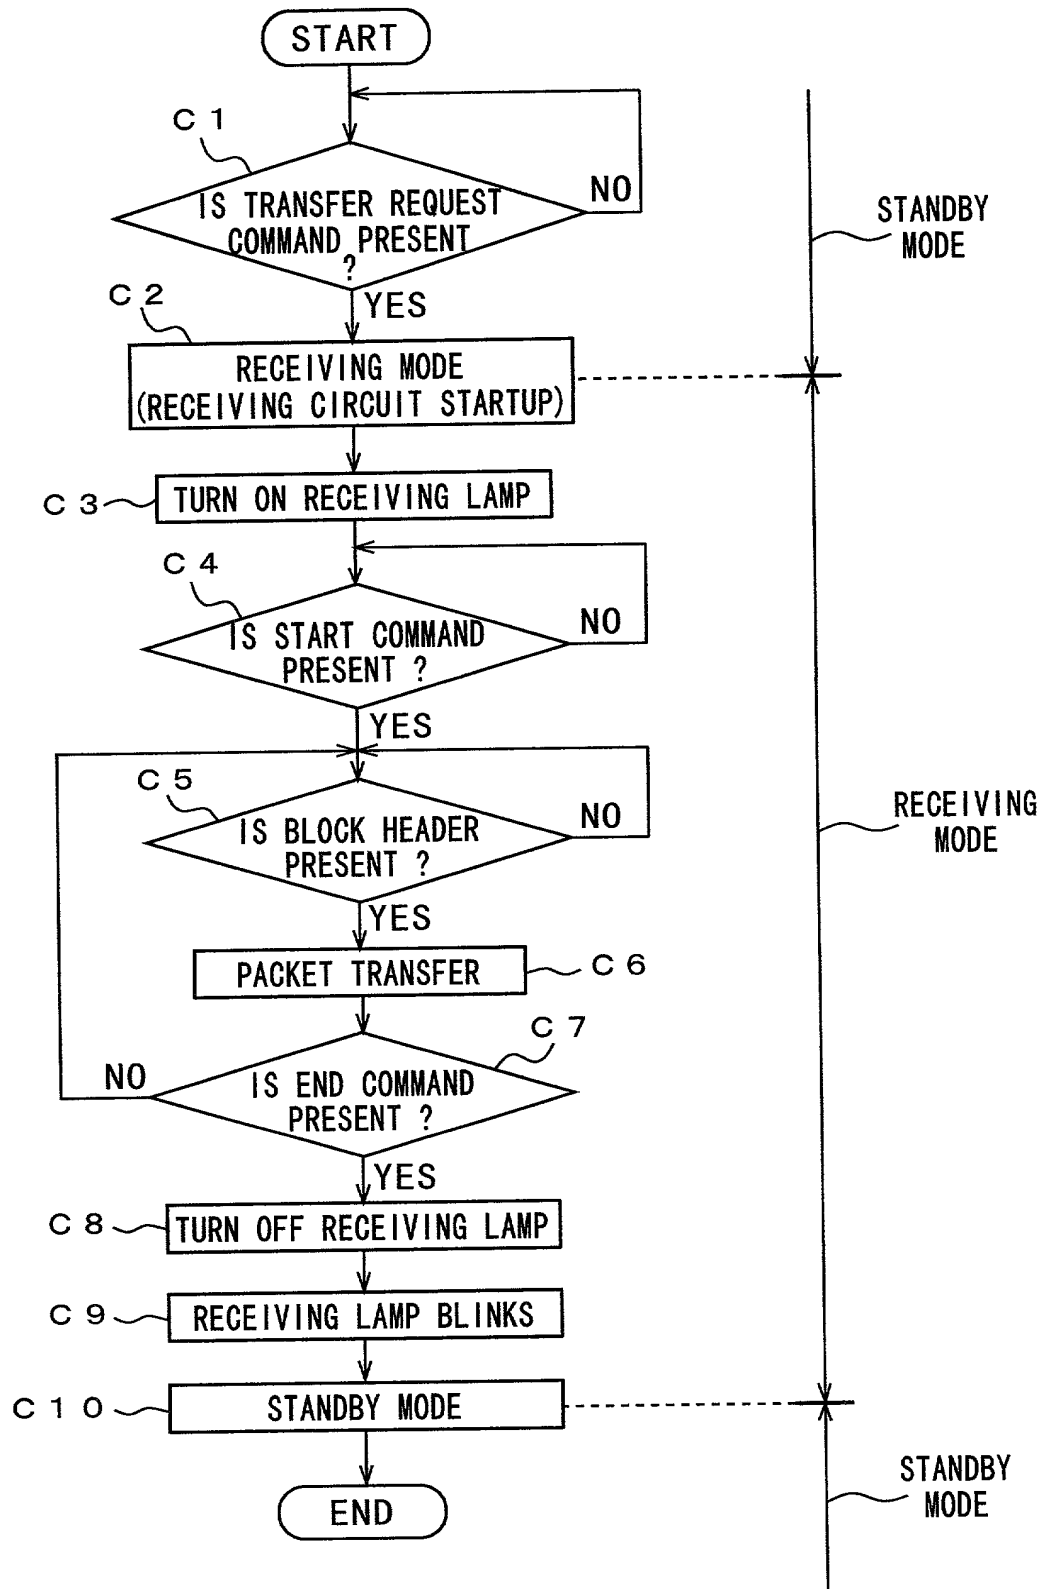 START
C 1
IS TRANSFER REQUEST
COMMAND PRESENT
?
NO
YES
STANDBY
MODE
C 2
RECEIVING MODE
(RECEIVING CIRCUIT STARTUP)
C 3
TURN ON RECEIVING LAMP
C 4
IS START COMMAND
PRESENT ?
NO
YES
C 5
IS BLOCK HEADER
PRESENT ?
NO
YES
RECEIVING
MODE
PACKET TRANSFER
C 6
C 7
IS END COMMAND
PRESENT ?
NO
YES
C 8
TURN OFF RECEIVING LAMP
C 9
RECEIVING LAMP BLINKS
C 1 0
STANDBY MODE
STANDBY
MODE
END